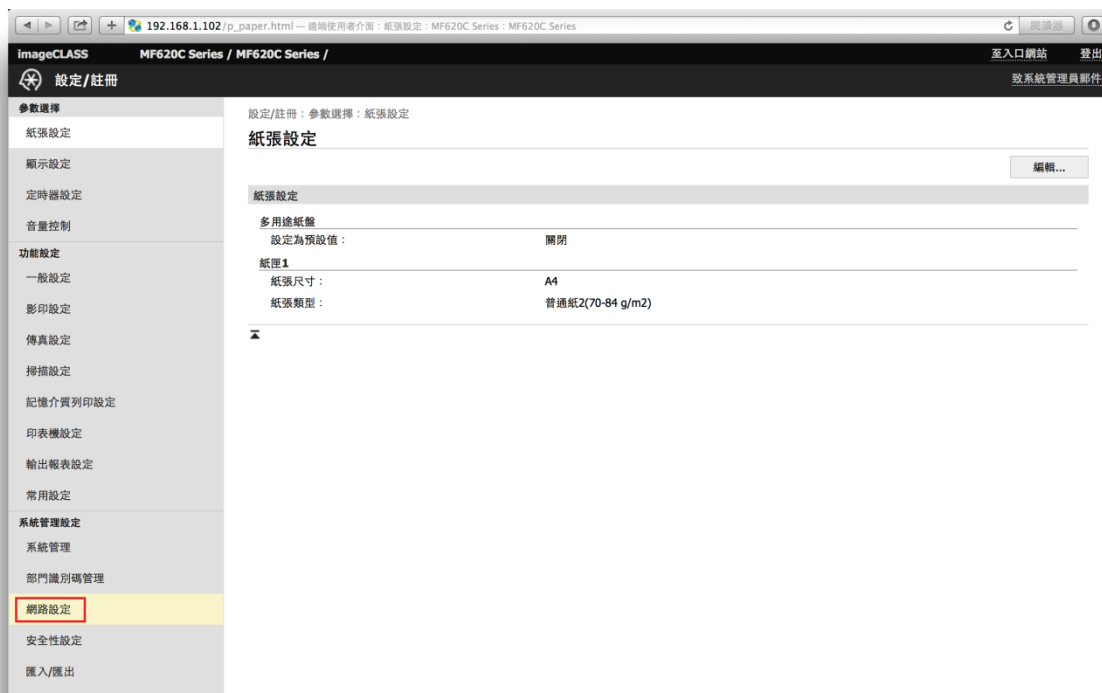 192.168.1.102/p_paper.html — 遠端使用者介面：紙張設定：MF620C Series：MF620C Series
閱讀器
imageCLASS MF620C Series / MF620C Series /
至入口網站 登出
設定/註冊
致系統管理員郵件
參數選擇
紙張設定
顯示設定
定時器設定
音量控制
功能設定
一般設定
影印設定
傳真設定
掃描設定
記憶介質列印設定
印表機設定
輸出報表設定
常用設定
系統管理設定
系統管理
部門識別碼管理
網路設定
安全性設定
匯入/匯出
設定/註冊：參數選擇：紙張設定
紙張設定
編輯...
紙張設定
多用途紙盤
設定為預設值： 關閉
紙匣1
紙張尺寸： A4
紙張類型： 普通紙2(70-84 g/m2)